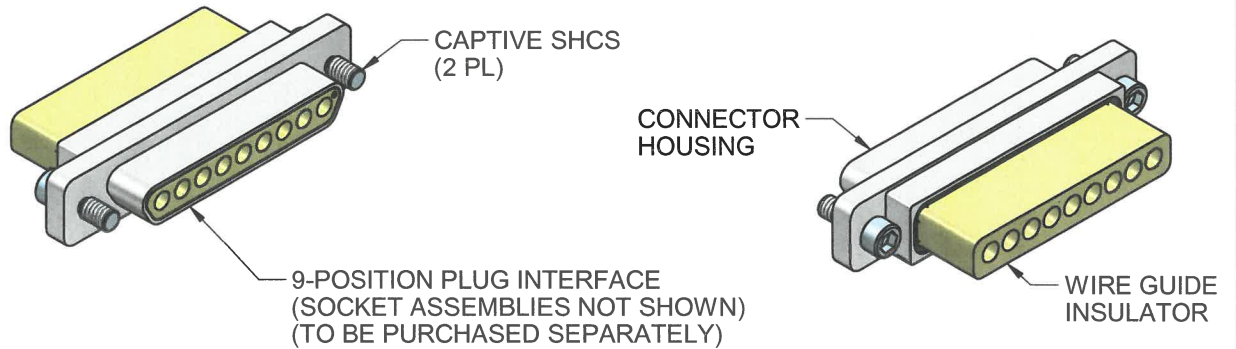 CAPTIVE SHCS
(2 PL)
9-POSITION PLUG INTERFACE
(SOCKET ASSEMBLIES NOT SHOWN)
(TO BE PURCHASED SEPARATELY)
CONNECTOR
HOUSING
WIRE GUIDE
INSULATOR